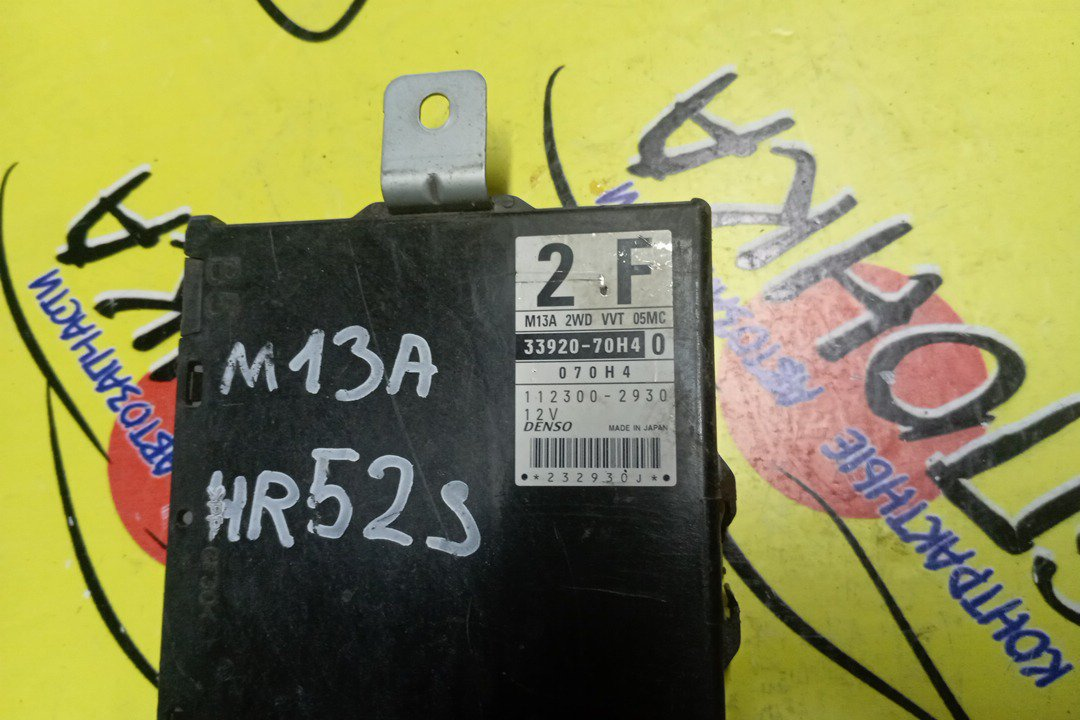 2 F
M13A 2WD VVT 05MC
33920-70H4 0
070H4
112300-2930
12V
DENSO MADE IN JAPAN
*232930J*
M13A
HR52S
АВТОЗАПЧАСТИ
КОНТРАКТНЫЕ